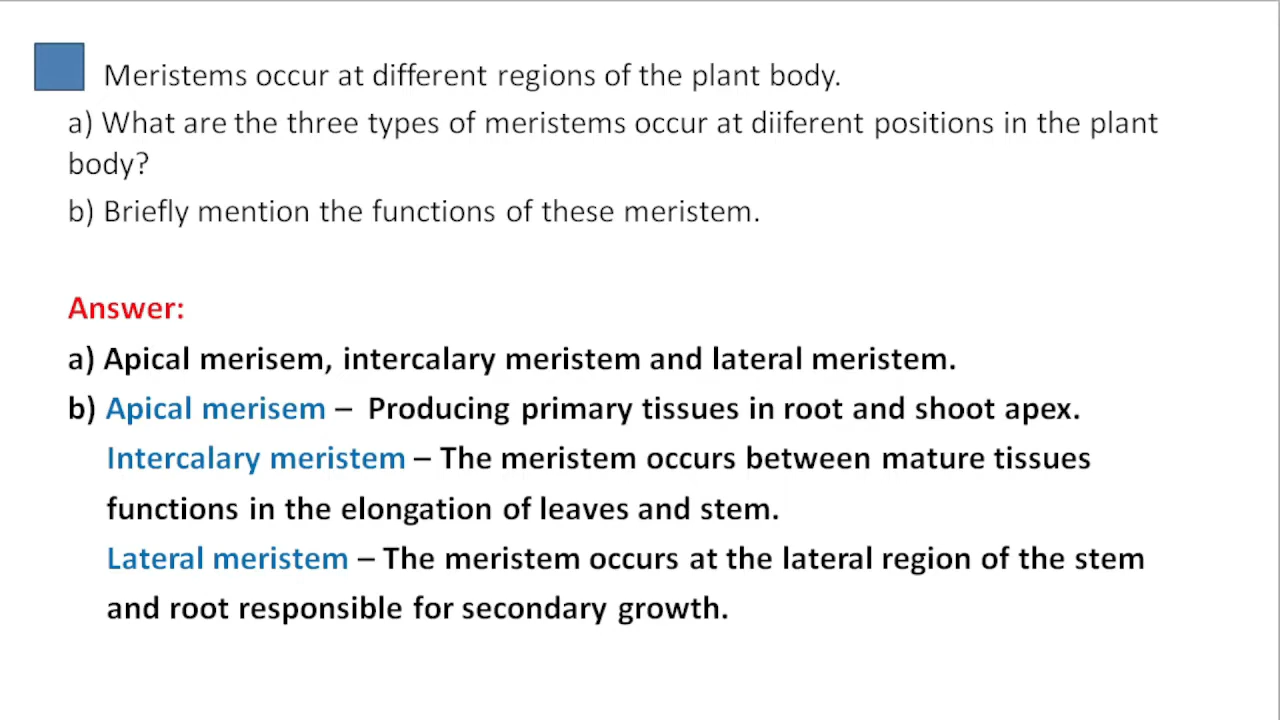 Meristems occur at different regions of the plant body.
a) What are the three types of meristems occur at diiferent positions in the plant
body?
b) Briefly mention the functions of these meristem.
Answer:
a) Apical merisem, intercalary meristem and lateral meristem.
b) Apical merisem – Producing primary tissues in root and shoot apex.
Intercalary meristem – The meristem occurs between mature tissues
functions in the elongation of leaves and stem.
Lateral meristem – The meristem occurs at the lateral region of the stem
and root responsible for secondary growth.